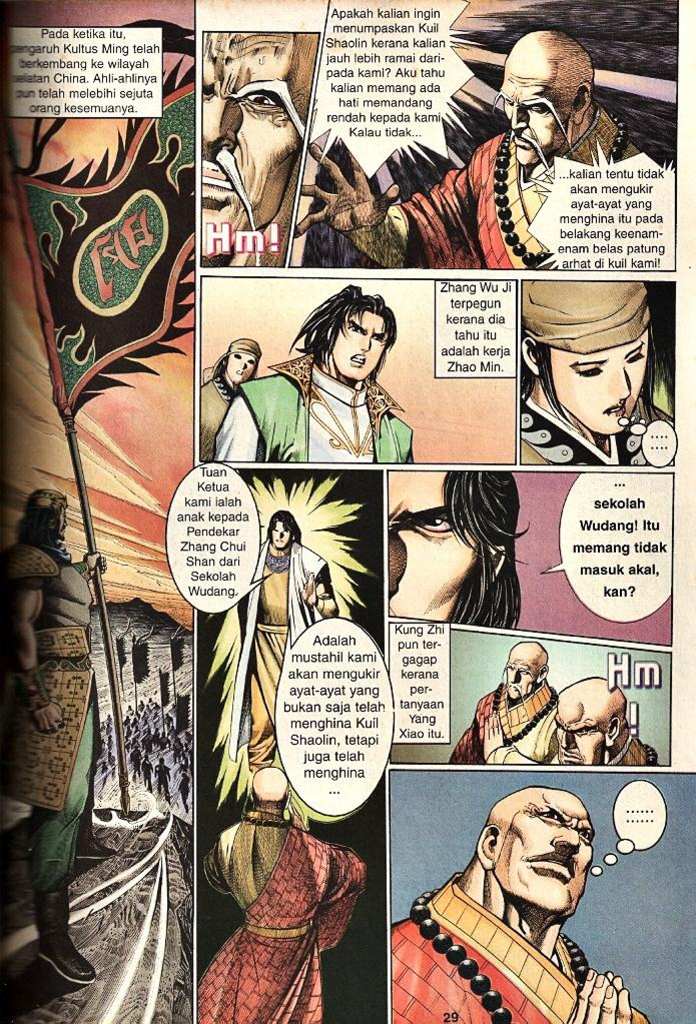 Pada ketika itu,
pengaruh Kultus Ming telah
berkembang ke wilayah
selatan China. Ahli-ahlinya
pun telah melebihi sejuta
orang kesemuanya.
Hm!
Apakah kalian ingin
menumpaskan Kuil
Shaolin kerana kalian
jauh lebih ramai dari-
pada kami? Aku tahu
kalian memang ada
hati memandang
rendah kepada kami
Kalau tidak...
...kalian tentu tidak
akan mengukir
ayat-ayat yang
menghina itu pada
belakang keenam-
enam belas patung
arhat di kuil kami!
Zhang Wu Ji
terpegun
kerana dia
tahu itu
adalah kerja
Zhao Min.
....
....
Tuan
Ketua
kami ialah
anak kepada
Pendekar
Zhang Chui
Shan dari
Sekolah
Wudang.
Adalah
mustahil kami
akan mengukir
ayat-ayat yang
bukan saja telah
menghina Kuil
Shaolin, tetapi
juga telah
menghina
...
...
sekolah
Wudang! Itu
memang tidak
masuk akal,
kan?
Kung Zhi
pun ter-
gagap
kerana
per-
tanyaan
Yang
Xiao itu.
Hm
!
......
......
29